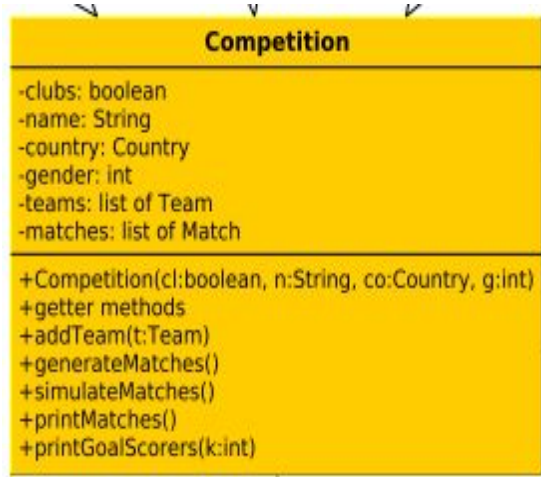 Competition
-clubs: boolean
-name: String
-country: Country
-gender: int
-teams: list of Team
-matches: list of Match
+Competition(cl:boolean, n:String, co:Country, g:int)
+getter methods
+addTeam(t:Team)
+generateMatches()
+simulateMatches()
+printMatches()
+printGoalScorers(k:int)